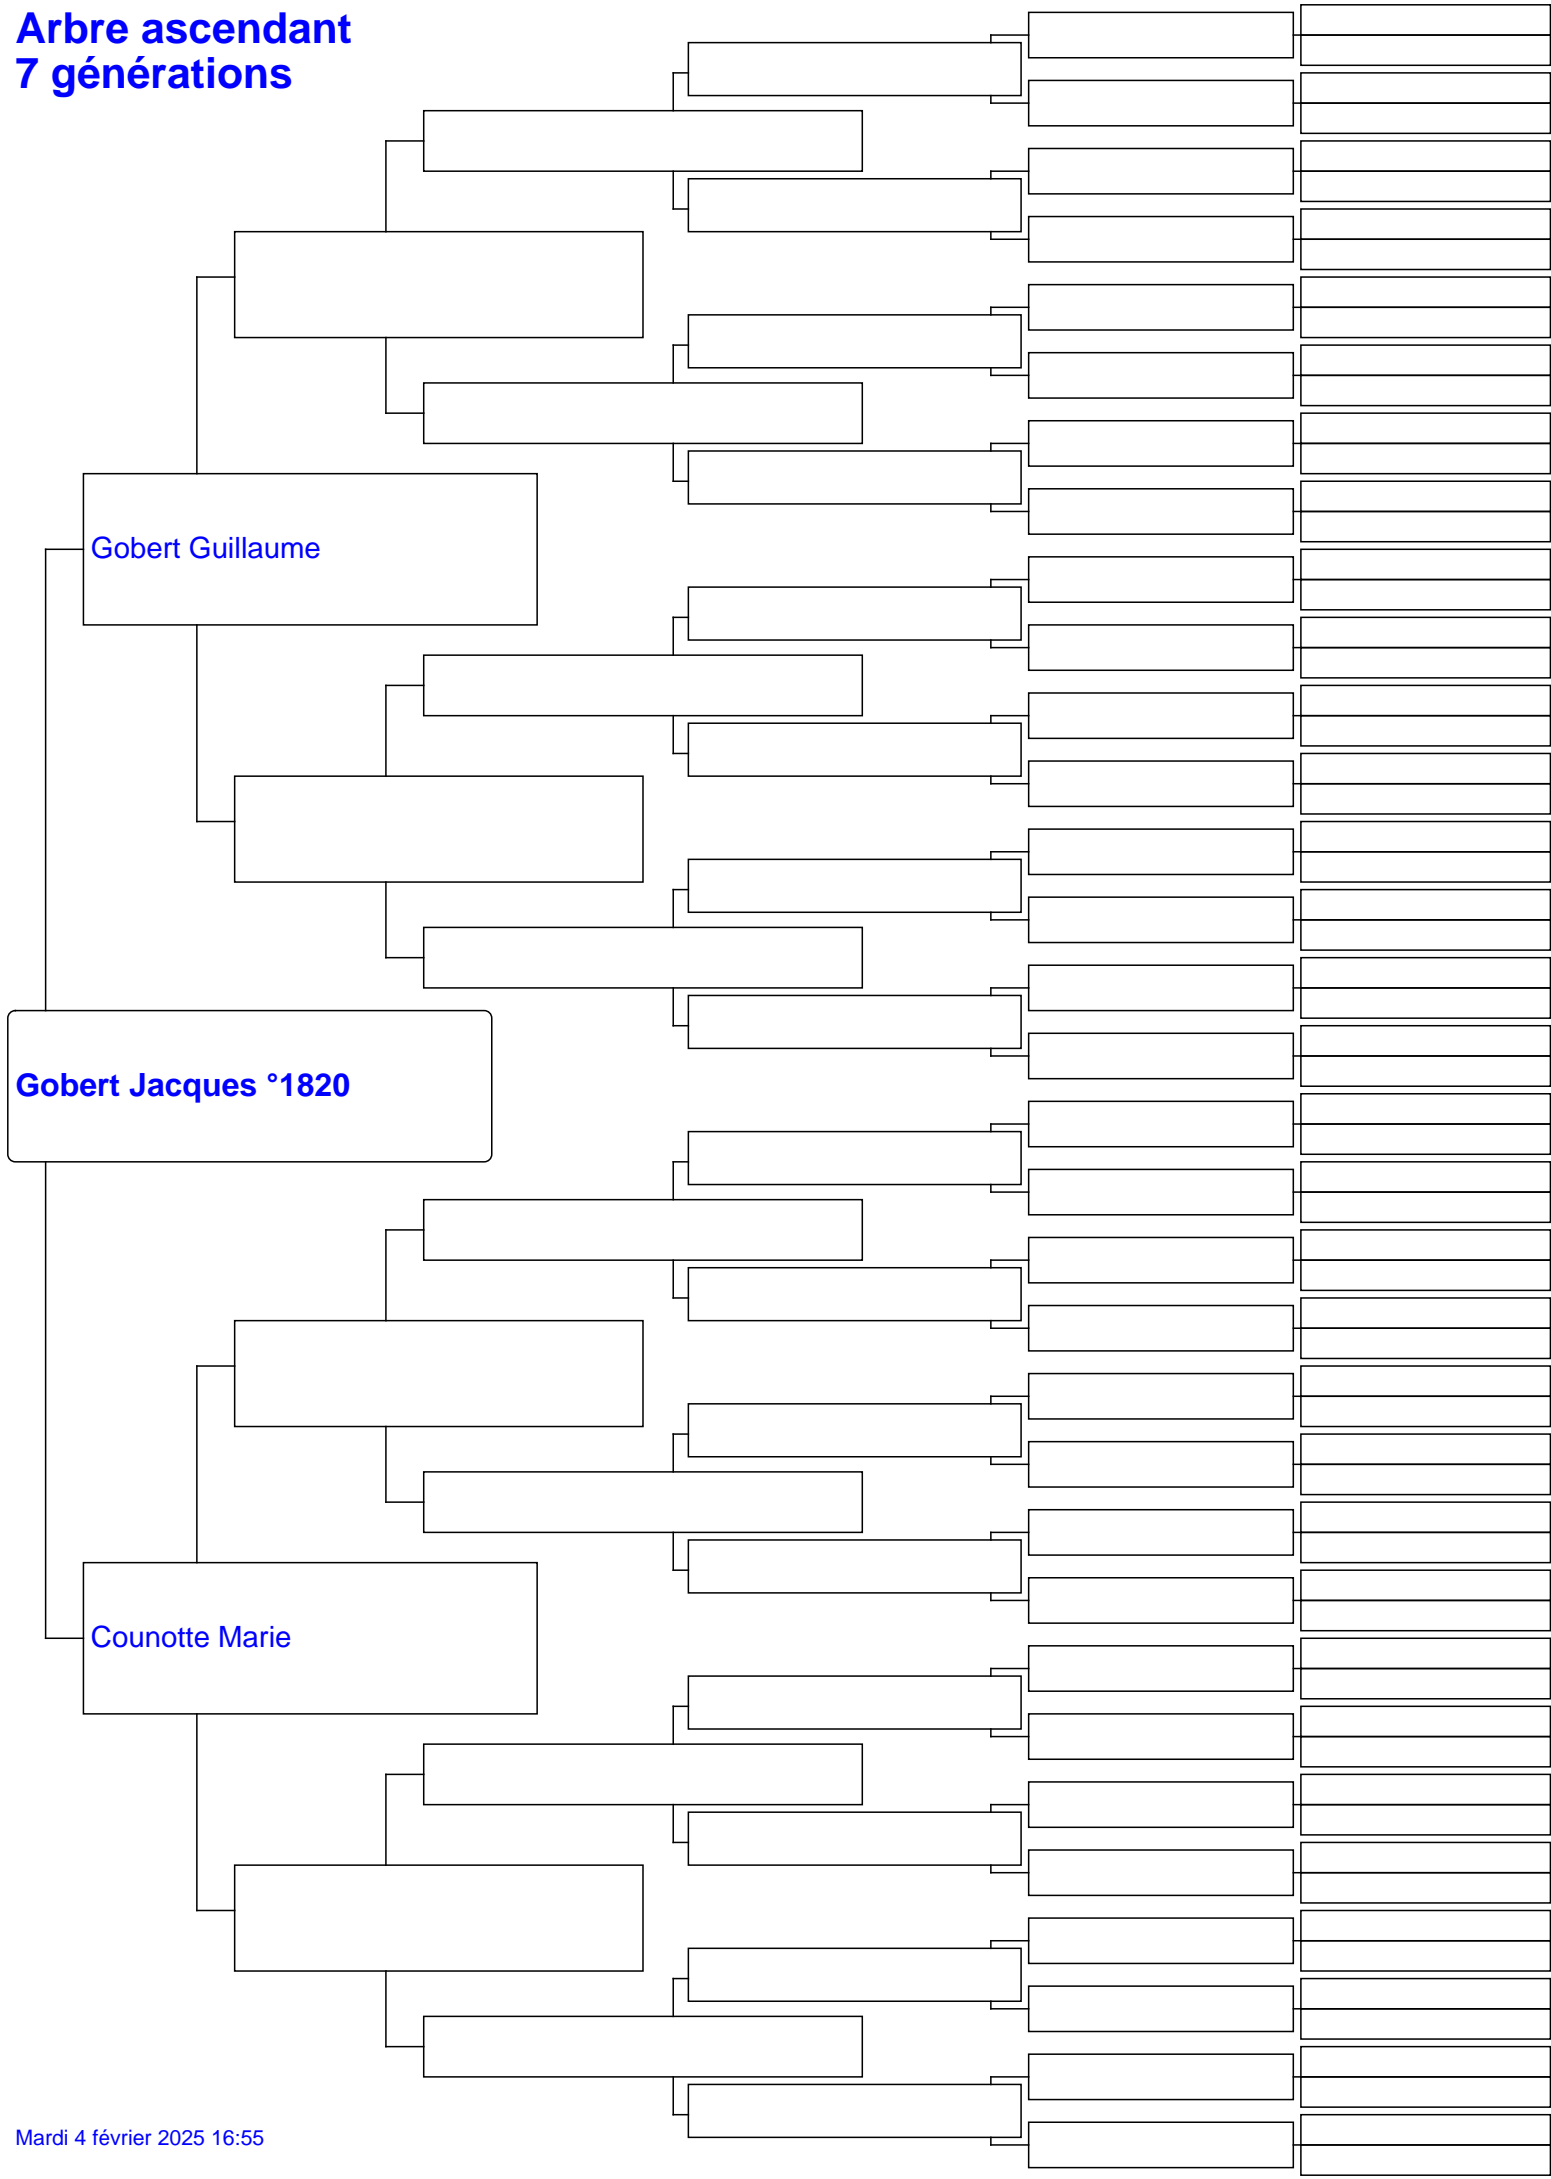 Arbre ascendant
7 générations
Gobert Guillaume
Gobert Jacques °1820
Counotte Marie
Mardi 4 février 2025 16:55